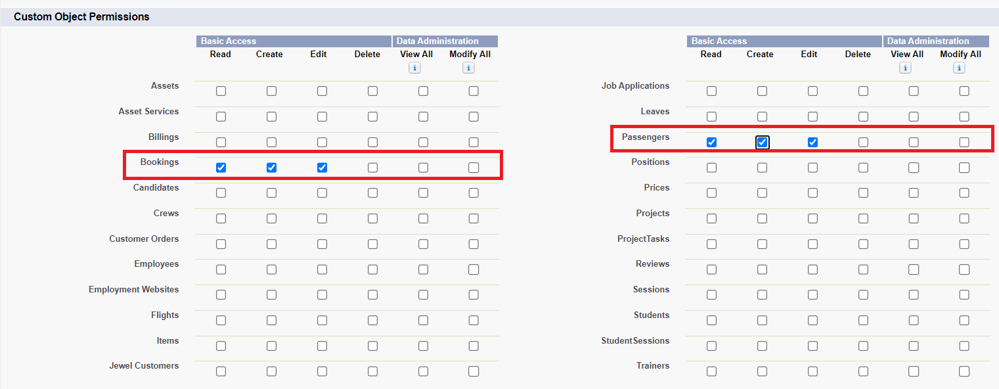 Custom Object Permissions
Basic Access Data Administration
Read Create Edit Delete View All Modify All
i i
Assets
Asset Services
Billings
Bookings
Candidates
Crews
Customer Orders
Employees
Employment Websites
Flights
Items
Jewel Customers
Basic Access Data Administration
Read Create Edit Delete View All Modify All
i i
Job Applications
Leaves
Passengers
Positions
Prices
Projects
ProjectTasks
Reviews
Sessions
Students
StudentSessions
Trainers